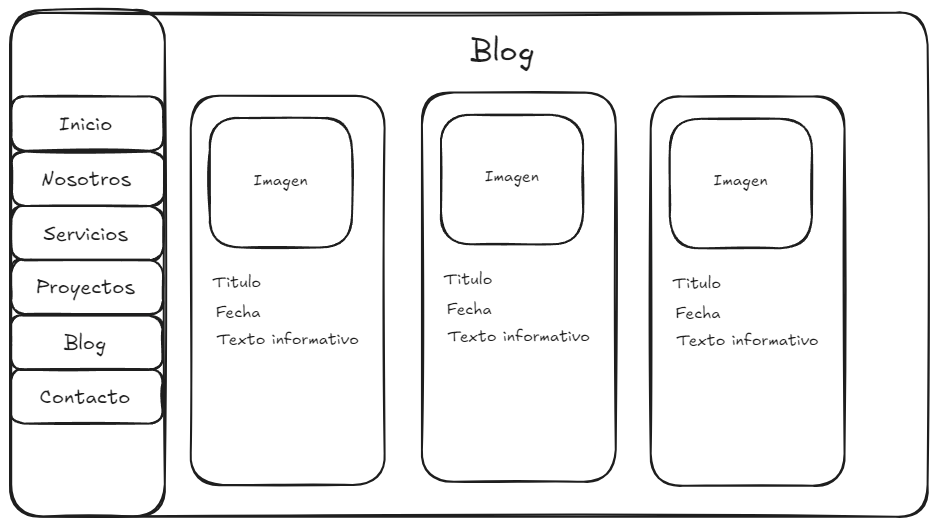 Blog
Inicio
Nosotros
Servicios
Proyectos
Blog
Contacto
Imagen
Titulo
Fecha
Texto informativo
Imagen
Titulo
Fecha
Texto informativo
Imagen
Titulo
Fecha
Texto informativo